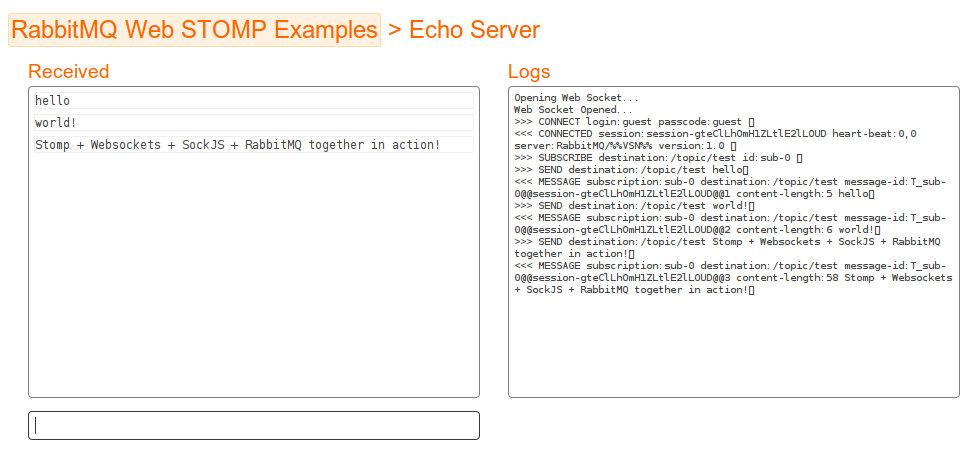 RabbitMQ Web STOMP Examples > Echo Server
Received
hello
world!
Stomp + Websockets + SockJS + RabbitMQ together in action!
Logs
Opening Web Socket...
Web Socket Opened...
>>> CONNECT login:guest passcode:guest ▯
<<< CONNECTED session:session-gteClLhOmH1ZLtlE2lLOUD heart-beat:0,0
server:RabbitMQ/%%VSN%% version:1.0 ▯
>>> SUBSCRIBE destination:/topic/test id:sub-0 ▯
>>> SEND destination:/topic/test hello▯
<<< MESSAGE subscription:sub-0 destination:/topic/test message-id:T_sub-
0@@session-gteClLhOmH1ZLtlE2lLOUD@@1 content-length:5 hello▯
>>> SEND destination:/topic/test world!▯
<<< MESSAGE subscription:sub-0 destination:/topic/test message-id:T_sub-
0@@session-gteClLhOmH1ZLtlE2lLOUD@@2 content-length:6 world!▯
>>> SEND destination:/topic/test Stomp + Websockets + SockJS + RabbitMQ
together in action!▯
<<< MESSAGE subscription:sub-0 destination:/topic/test message-id:T_sub-
0@@session-gteClLhOmH1ZLtlE2lLOUD@@3 content-length:58 Stomp + Websockets
+ SockJS + RabbitMQ together in action!▯